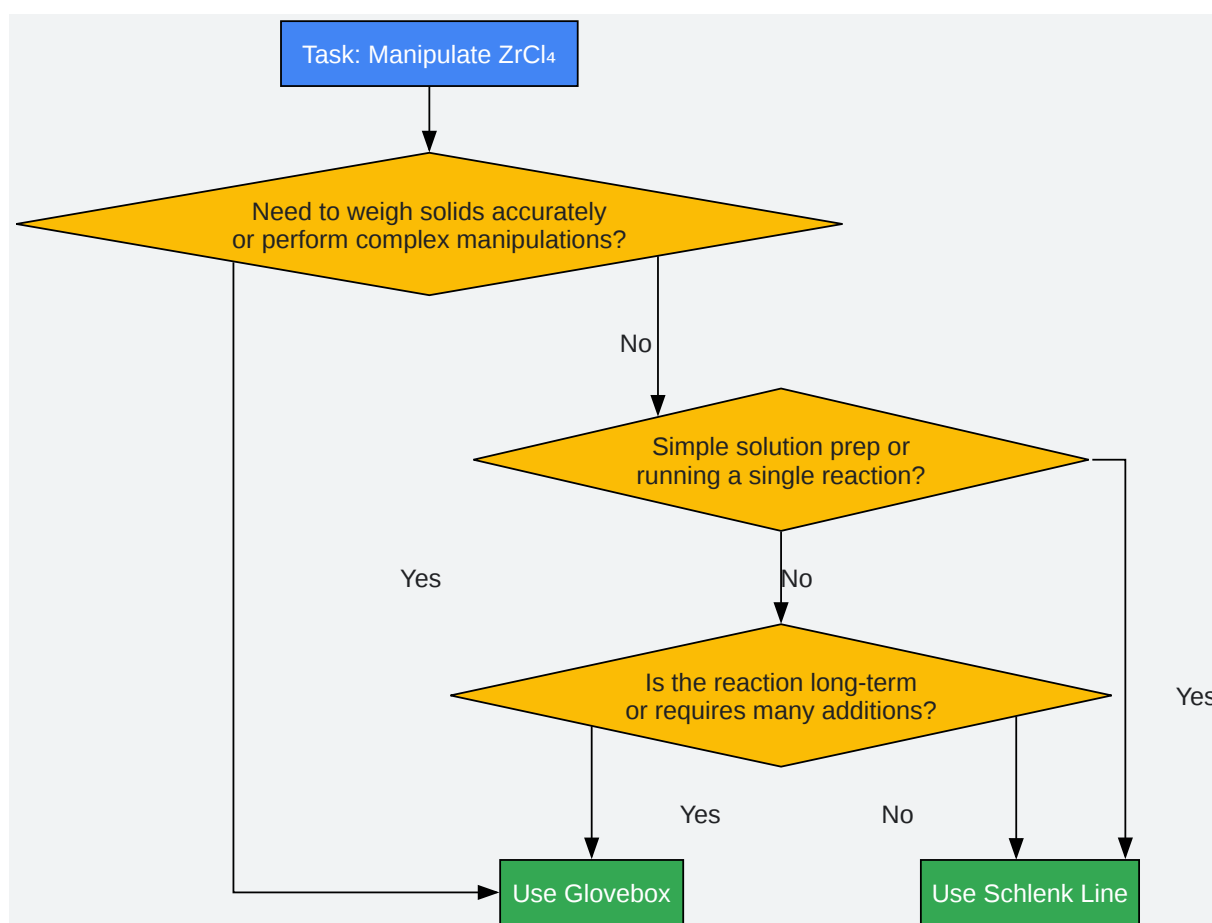 Task: Manipulate ZrCl₄
Need to weigh solids accurately
or perform complex manipulations?
No
Simple solution prep or
running a single reaction?
Yes
No
Is the reaction long-term
or requires many additions?
Yes
Yes
No
Use Glovebox
Use Schlenk Line